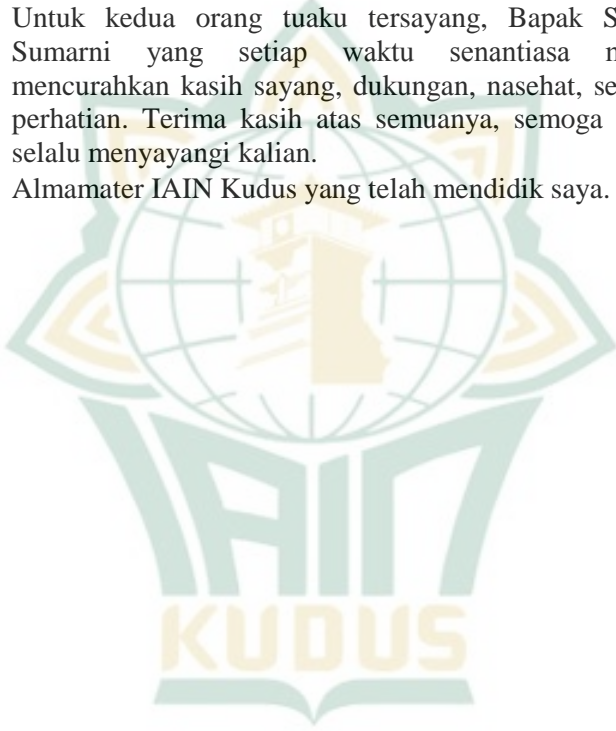 Untuk kedua orang tuaku tersayang, Bapak
Sumarni yang setiap waktu senantiasa
mencurahkan kasih sayang, dukungan, nasehat,
perhatian. Terima kasih atas semuanya, semoga
selalu menyayangi kalian.
Almamater IAIN Kudus yang telah mendidik saya.
IAIN
KUDUS